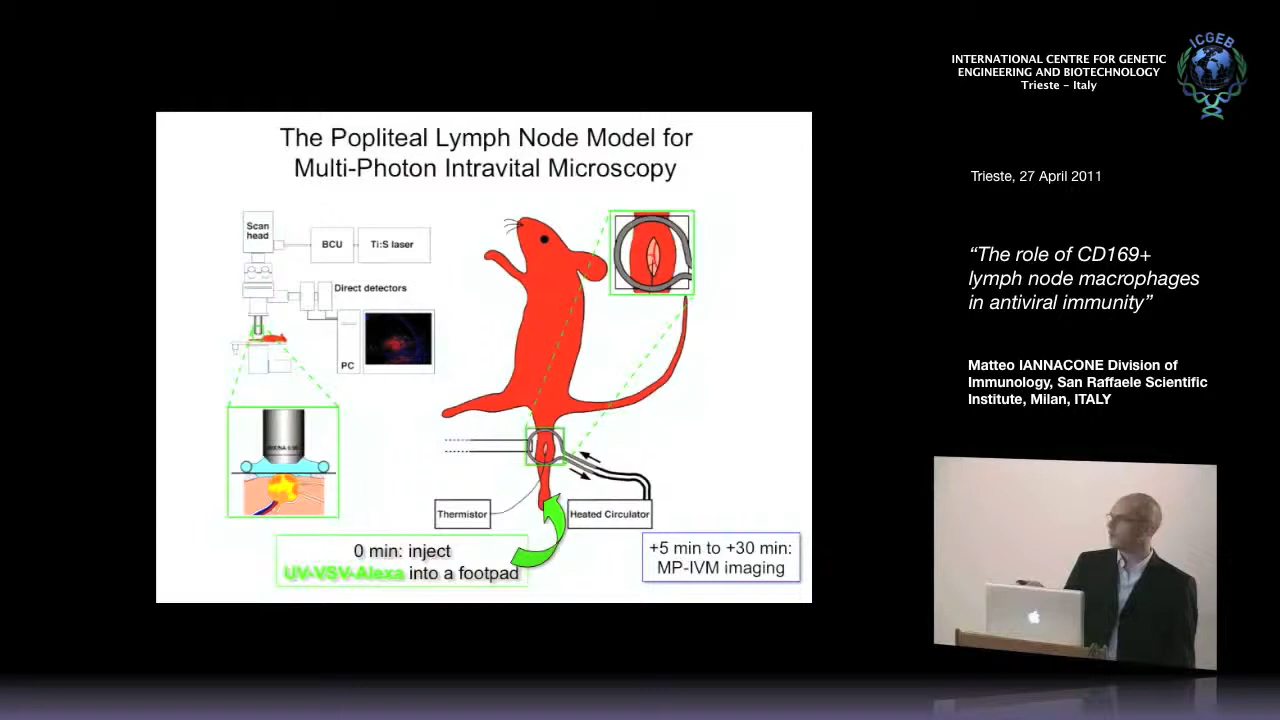 The Popliteal Lymph Node Model for
Multi-Photon Intravital Microscopy
Scan
head
BCU
Ti:S laser
Direct detectors
PC
Thermistor
Heated Circulator
0 min: inject
UV-VSV-Alexa into a footpad
+5 min to +30 min:
MP-IVM imaging
INTERNATIONAL CENTRE FOR GENETIC
ENGINEERING AND BIOTECHNOLOGY
Trieste – Italy
ICGEB
Trieste, 27 April 2011
“The role of CD169+
lymph node macrophages
in antiviral immunity”
Matteo IANNACONE Division of
Immunology, San Raffaele Scientific
Institute, Milan, ITALY